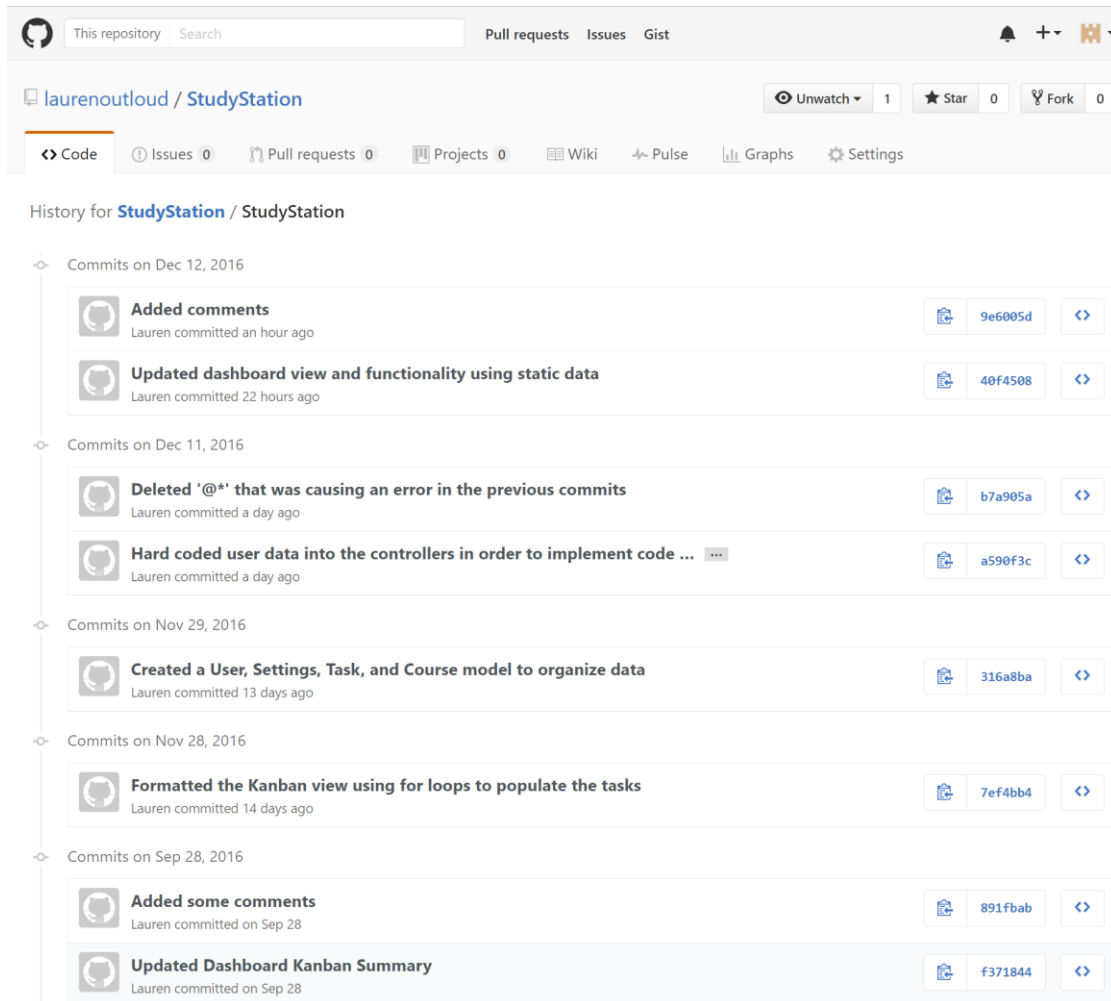 This repository Search Pull requests Issues Gist
laurenoutloud / StudyStation Unwatch 1 Star 0 Fork 0
Code Issues 0 Pull requests 0 Projects 0 Wiki Pulse Graphs Settings
History for StudyStation / StudyStation
Commits on Dec 12, 2016
Added comments
Lauren committed an hour ago
9e6005d
Updated dashboard view and functionality using static data
Lauren committed 22 hours ago
40f4508
Commits on Dec 11, 2016
Deleted '@*' that was causing an error in the previous commits
Lauren committed a day ago
b7a905a
Hard coded user data into the controllers in order to implement code ... ...
Lauren committed a day ago
a590f3c
Commits on Nov 29, 2016
Created a User, Settings, Task, and Course model to organize data
Lauren committed 13 days ago
316a8ba
Commits on Nov 28, 2016
Formatted the Kanban view using for loops to populate the tasks
Lauren committed 14 days ago
7ef4bb4
Commits on Sep 28, 2016
Added some comments
Lauren committed on Sep 28
891fbab
Updated Dashboard Kanban Summary
Lauren committed on Sep 28
f371844